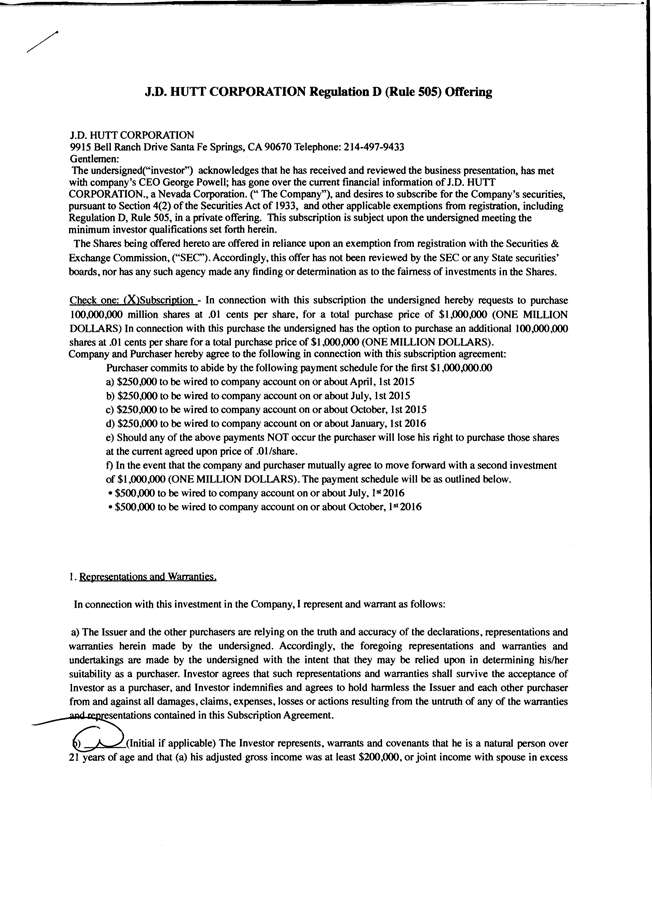 J.D. HUTT CORPORATION Regulation D (Rule 505) Offering
J.D. HUTT CORPORATION
9915 Bell Ranch Drive Santa Fe Springs, CA 90670 Telephone: 214-497-9433
Gentlemen:
The undersigned("investor") acknowledges that he has received and reviewed the business presentation, has met
with company's CEO George Powell; has gone over the current financial information of J.D. HUTT
CORPORATION., a Nevada Corporation. (" The Company"), and desires to subscribe for the Company's securities,
pursuant to Section 4(2) of the Securities Act of 1933, and other applicable exemptions from registration, including
Regulation D, Rule 505, in a private offering. This subscription is subject upon the undersigned meeting the
minimum investor qualifications set forth herein.
The Shares being offered hereto are offered in reliance upon an exemption from registration with the Securities &
Exchange Commission, ("SEC"). Accordingly, this offer has not been reviewed by the SEC or any State securities'
boards, nor has any such agency made any finding or determination as to the fairness of investments in the Shares.
Check one: (X)Subscription - In connection with this subscription the undersigned hereby requests to purchase
100,000,000 million shares at .01 cents per share, for a total purchase price of $1,000,000 (ONE MILLION
DOLLARS) In connection with this purchase the undersigned has the option to purchase an additional 100,000,000
shares at .01 cents per share for a total purchase price of $1,000,000 (ONE MILLION DOLLARS).
Company and Purchaser hereby agree to the following in connection with this subscription agreement:
Purchaser commits to abide by the following payment schedule for the first $1,000,000.00
a) $250,000 to be wired to company account on or about April, 1st 2015
b) $250,000 to be wired to company account on or about July, 1st 2015
c) $250,000 to be wired to company account on or about October, 1st 2015
d) $250,000 to be wired to company account on or about January, 1st 2016
e) Should any of the above payments NOT occur the purchaser will lose his right to purchase those shares
at the current agreed upon price of .01/share.
f) In the event that the company and purchaser mutually agree to move forward with a second investment
of $1,000,000 (ONE MILLION DOLLARS). The payment schedule will be as outlined below.
• $500,000 to be wired to company account on or about July, 1st 2016
• $500,000 to be wired to company account on or about October, 1st 2016
1. Representations and Warranties.
In connection with this investment in the Company, I represent and warrant as follows:
a) The Issuer and the other purchasers are relying on the truth and accuracy of the declarations, representations and
warranties herein made by the undersigned. Accordingly, the foregoing representations and warranties and
undertakings are made by the undersigned with the intent that they may be relied upon in determining his/her
suitability as a purchaser. Investor agrees that such representations and warranties shall survive the acceptance of
Investor as a purchaser, and Investor indemnifies and agrees to hold harmless the Issuer and each other purchaser
from and against all damages, claims, expenses, losses or actions resulting from the untruth of any of the warranties
and representations contained in this Subscription Agreement.
b) (Initial if applicable) The Investor represents, warrants and covenants that he is a natural person over
21 years of age and that (a) his adjusted gross income was at least $200,000, or joint income with spouse in excess